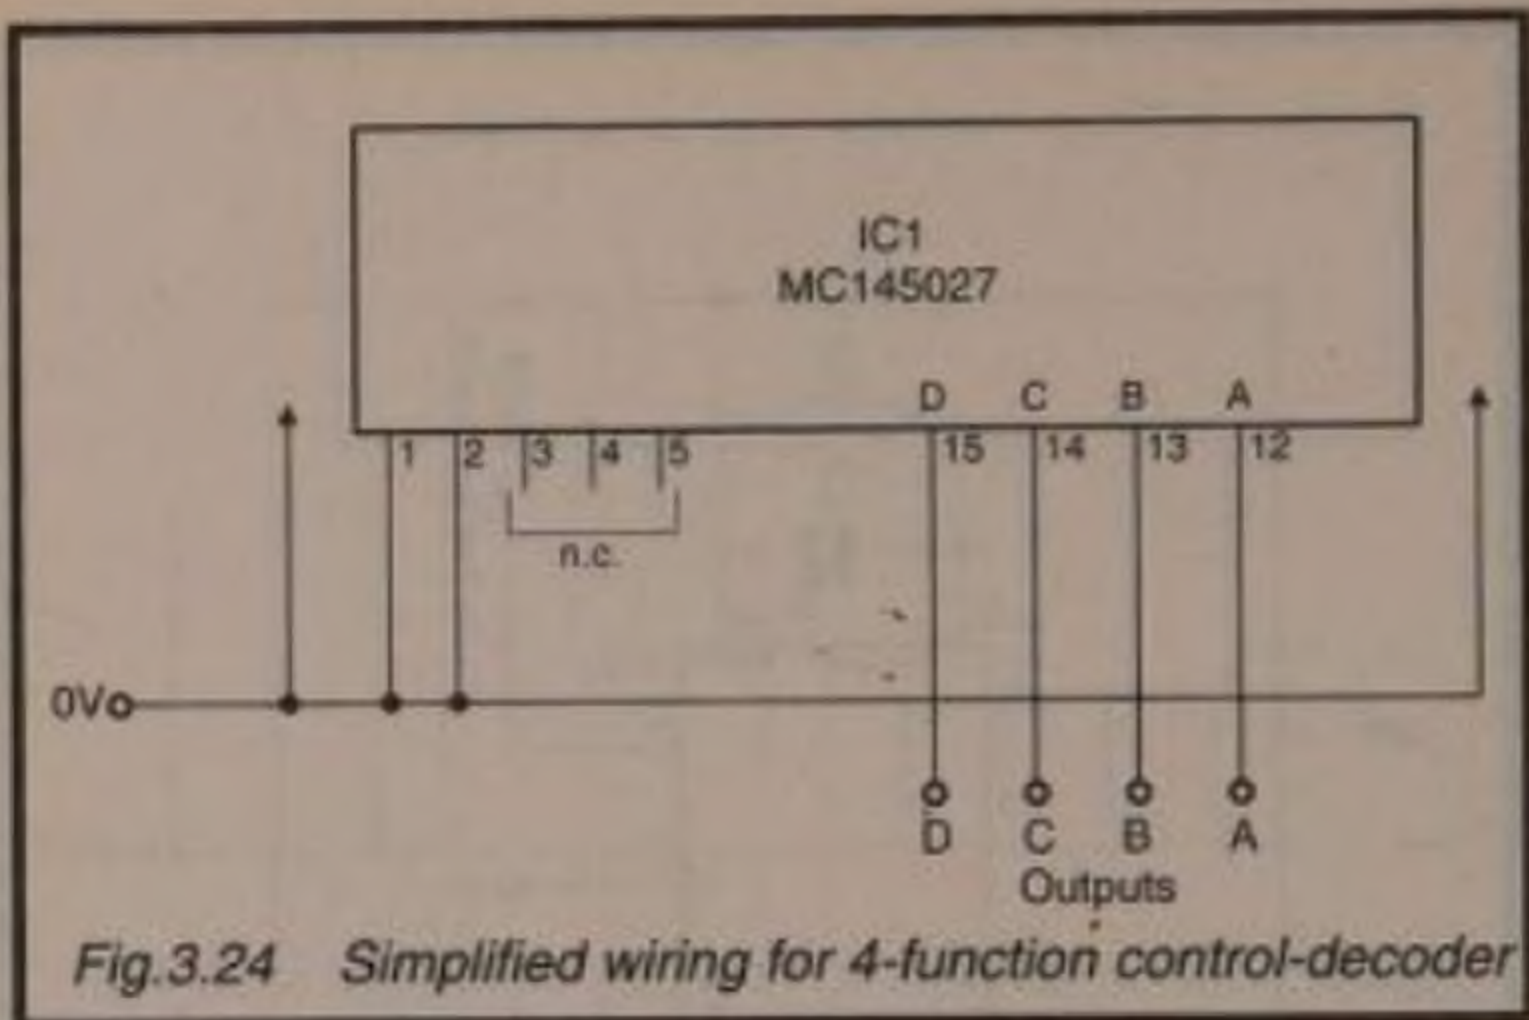 IC1
MC145027
D C B A
1 2 3 4 5 15 14 13 12
n.c.
0V
D C B A
Outputs
Fig.3.24 Simplified wiring for 4-function control-decoder